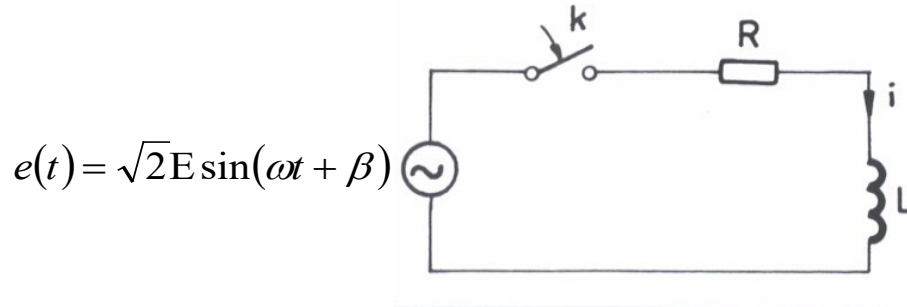 k
R
i
e(t) = √2E sin(ωt + β)
L